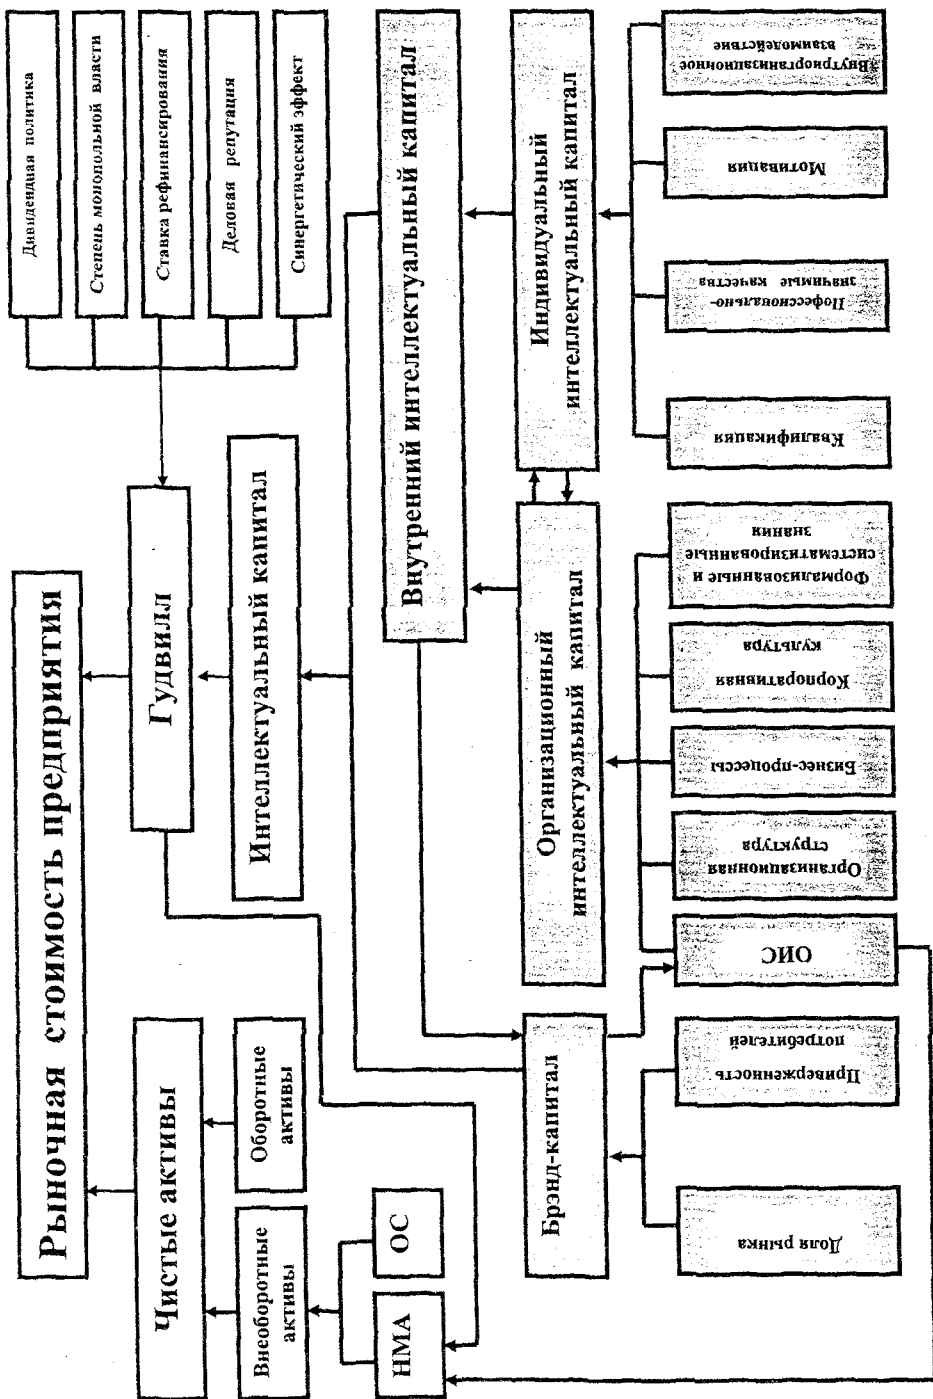 Рыночная стоимость предприятия
Чистые активы
Гудвилл
Дивидендная политика
Степень монопольной власти
Ставка рефинансирования
Деловая репутация
Синергетический эффект
Внеоборотные
активы
Оборотные
активы
Интеллектуальный капитал
НМА
ОС
Внутренний интеллектуальный капитал
Брэнд-капитал
Организационный
интеллектуальный капитал
Индивидуальный
интеллектуальный капитал
Доля рынка
Приверженность
потребителей
ОИС
Организационная
структура
Бизнес-процессы
Корпоративная
культура
Формализованные и
систематизированные
знания
Квалификация
Пофессионально-
значимые качества
Мотивация
Внутриорганизационное
взаимодействие